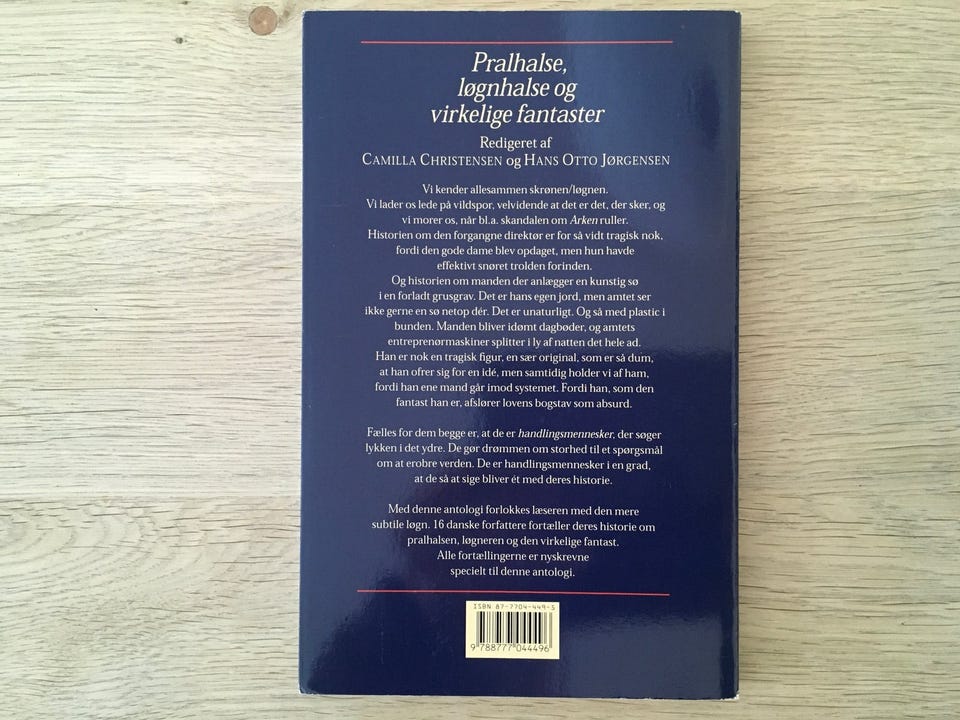 Pralhalse,
løgnhalse og
virkelige fantaster
Redigeret af
CAMILLA CHRISTENSEN og HANS OTTO JØRGENSEN
Vi kender allesammen skrønen/løgnen.
Vi lader os lede på vildspor, velvidende at det er det, der sker, og
vi morer os, når bl.a. skandalen om Arken ruller.
Historien om den forgangne direktør er for så vidt tragisk nok,
fordi den gode dame blev opdaget, men hun havde
effektivt snøret trolden forinden.
Og historien om manden der anlægger en kunstig sø
i en forladt grusgrav. Det er hans egen jord, men amtet ser
ikke gerne en sø netop dér. Det er unaturligt. Og så med plastic i
bunden. Manden bliver idømt dagbøder, og amtets
entreprenørmaskiner splitter i ly af natten det hele ad.
Han er nok en tragisk figur, en sær original, som er så dum,
at han ofrer sig for en idé, men samtidig holder vi af ham,
fordi han ene mand går imod systemet. Fordi han, som den
fantast han er, afslører lovens bogstav som absurd.
Fælles for dem begge er, at de er handlingsmennesker, der søger
lykken i det ydre. De gør drømmen om storhed til et spørgsmål
om at erobre verden. De er handlingsmennesker i en grad,
at de så at sige bliver ét med deres historie.
Med denne antologi forlokkes læseren med den mere
subtile løgn. 16 danske forfattere fortæller deres historie om
pralhalsen, løgneren og den virkelige fantast.
Alle fortællingerne er nyskrevne
specielt til denne antologi.
ISBN 87-7704-449-5
9 788777 044496